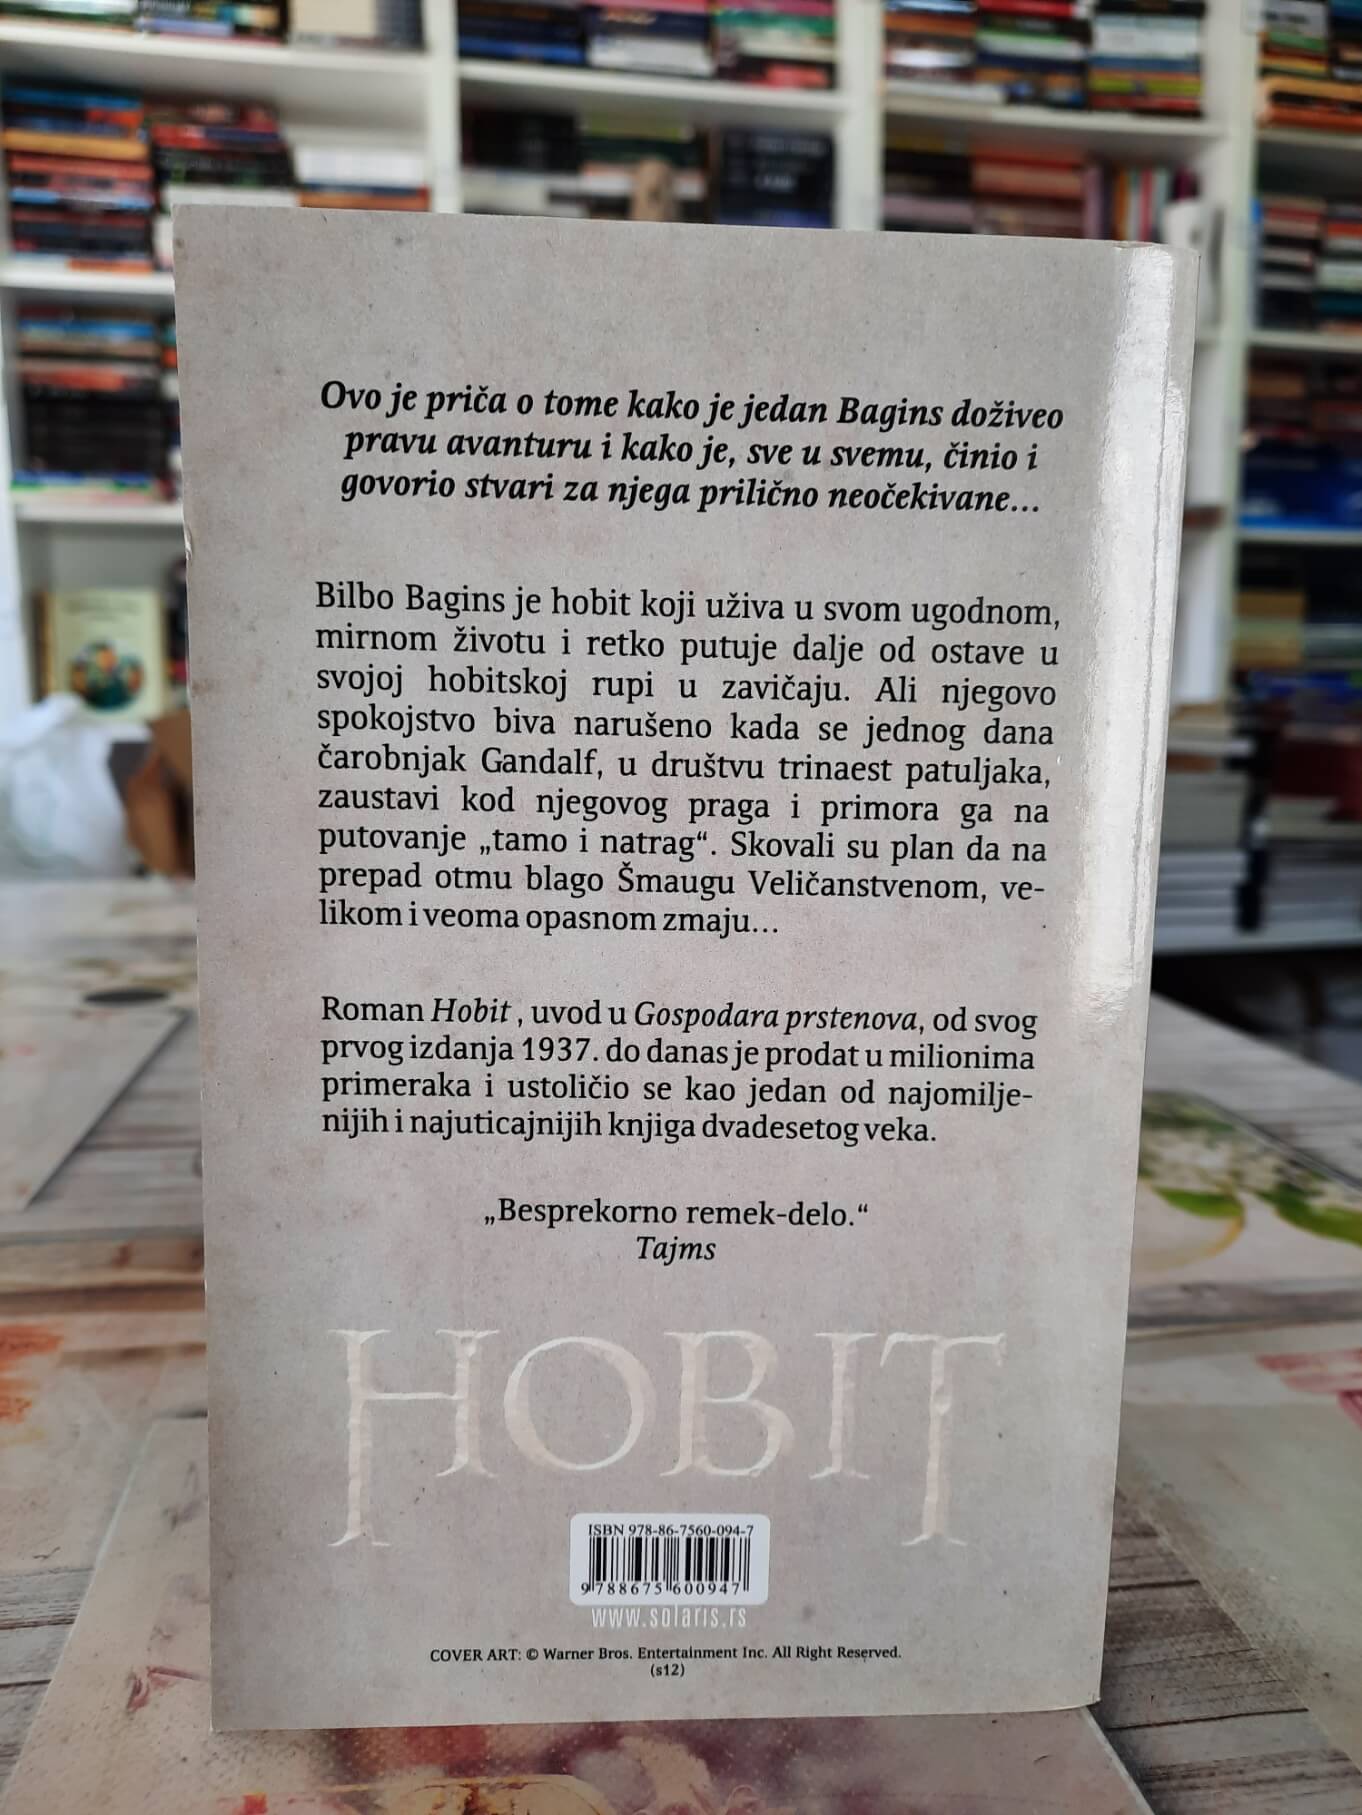 Ovo je priča o tome kako je jedan Bagins doživeo
pravu avanturu i kako je, sve u svemu, činio i
govorio stvari za njega prilično neočekivane...
Bilbo Bagins je hobit koji uživa u svom ugodnom,
mirnom životu i retko putuje dalje od ostave u
svojoj hobitskoj rupi u zavičaju. Ali njegovo
spokojstvo biva narušeno kada se jednog dana
čarobnjak Gandalf, u društvu trinaest patuljaka,
zaustavi kod njegovog praga i primora ga na
putovanje „tamo i natrag“. Skovali su plan da na
prepad otmu blago Šmaugu Veličanstvenom, ve-
likom i veoma opasnom zmaju...
Roman Hobit , uvod u Gospodara prstenova, od svog
prvog izdanja 1937. do danas je prodat u milionima
primeraka i ustoličio se kao jedan od najomilje-
nijih i najuticajnijih knjiga dvadesetog veka.
„Besprekorno remek-delo.“
Tajms
HOBIT
ISBN 978-86-7560-094-7
9 788675 600947
www.solaris.rs
COVER ART: © Warner Bros. Entertainment Inc. All Right Reserved.
(s12)